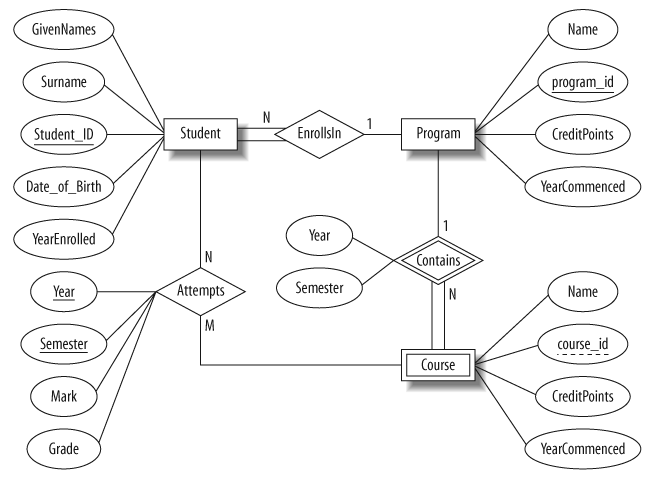 GivenNames
Surname
Student_ID
Date_of_Birth
YearEnrolled
Student
N
EnrollsIn
1
Program
Name
program_id
CreditPoints
YearCommenced
N
Attempts
M
Year
Semester
Mark
Grade
1
Year
Semester
Contains
N
Course
Name
course_id
CreditPoints
YearCommenced